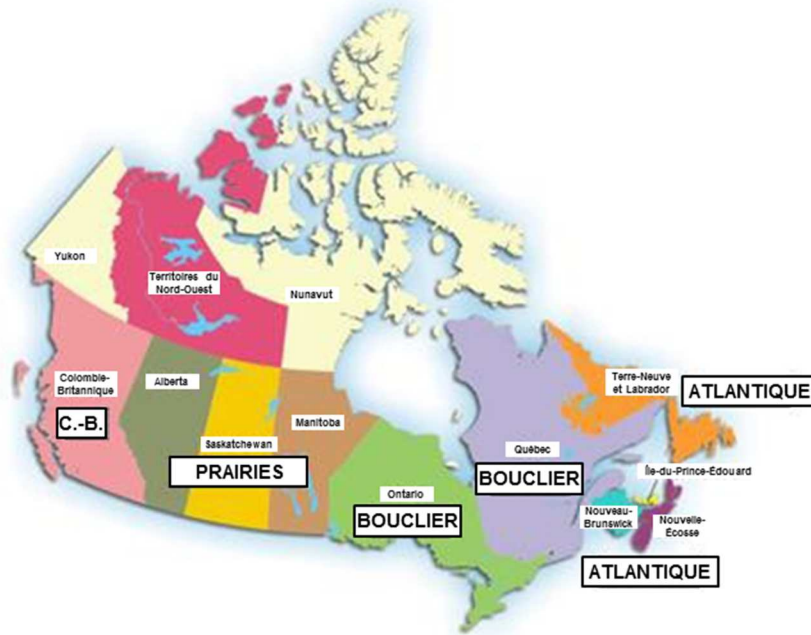 Yukon
Territoires du
Nord-Ouest
Nunavut
Colombie-
Britannique
C.-B.
Alberta
Saskatchewan
Manitoba
PRAIRIES
Ontario
BOUCLIER
Québec
BOUCLIER
Terre-Neuve
et Labrador
ATLANTIQUE
Île-du-Prince-Édouard
Nouveau-
Brunswick
Nouvelle-
Écosse
ATLANTIQUE